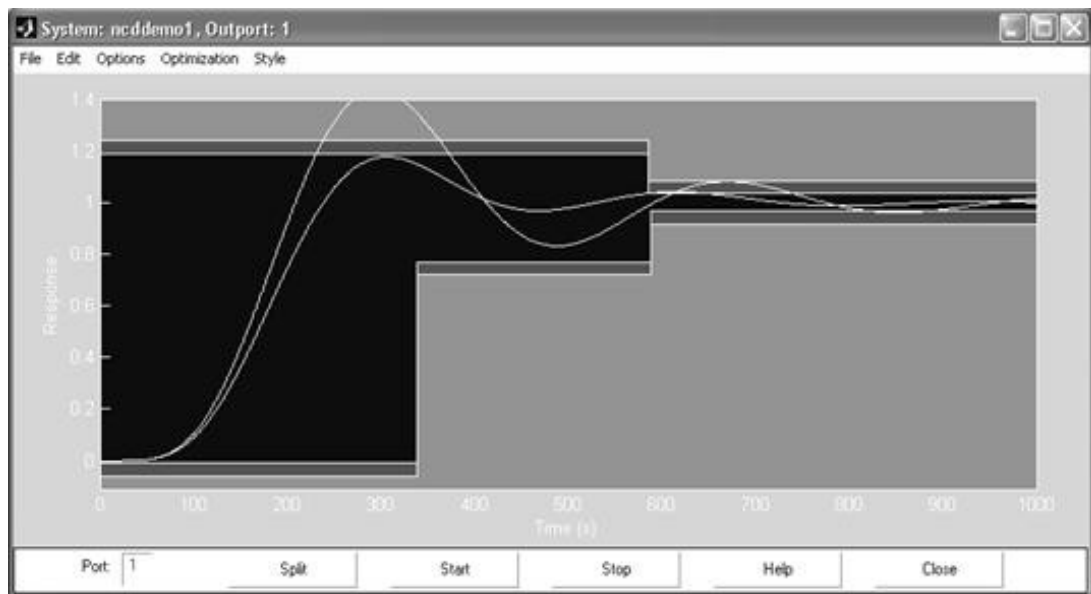 System: ncddemo1, Outport: 1
File Edit Options Optimization Style
1.4
1.2
1
0.8
0.6
0.4
0.2
0
Response
0 100 200 300 400 500 600 700 800 900 1000
Time (s)
Port: 1 Split Start Stop Help Close